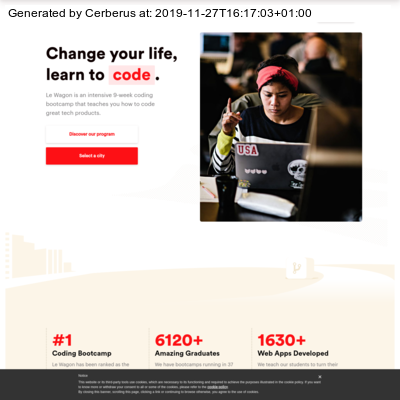 Generated by Cerberus at: 2019-11-27T16:17:03+01:00
Change your life,
learn to code .
Le Wagon is an intensive 9-week coding
bootcamp that teaches you how to code
great tech products.
Discover our program
Select a city
USA
#1
Coding Bootcamp
Le Wagon has been ranked as the
6120+
Amazing Graduates
We have bootcamps running in 37
1630+
Web Apps Developed
We teach our students to turn their
Notice
This website or its third-party tools use cookies, which are necessary to its functioning and required to achieve the purposes illustrated in the cookie policy. If you want
to know more or withdraw your consent to all or some of the cookies, please refer to the cookie policy.
By closing this banner, scrolling this page, clicking a link or continuing to browse otherwise, you agree to the use of cookies.